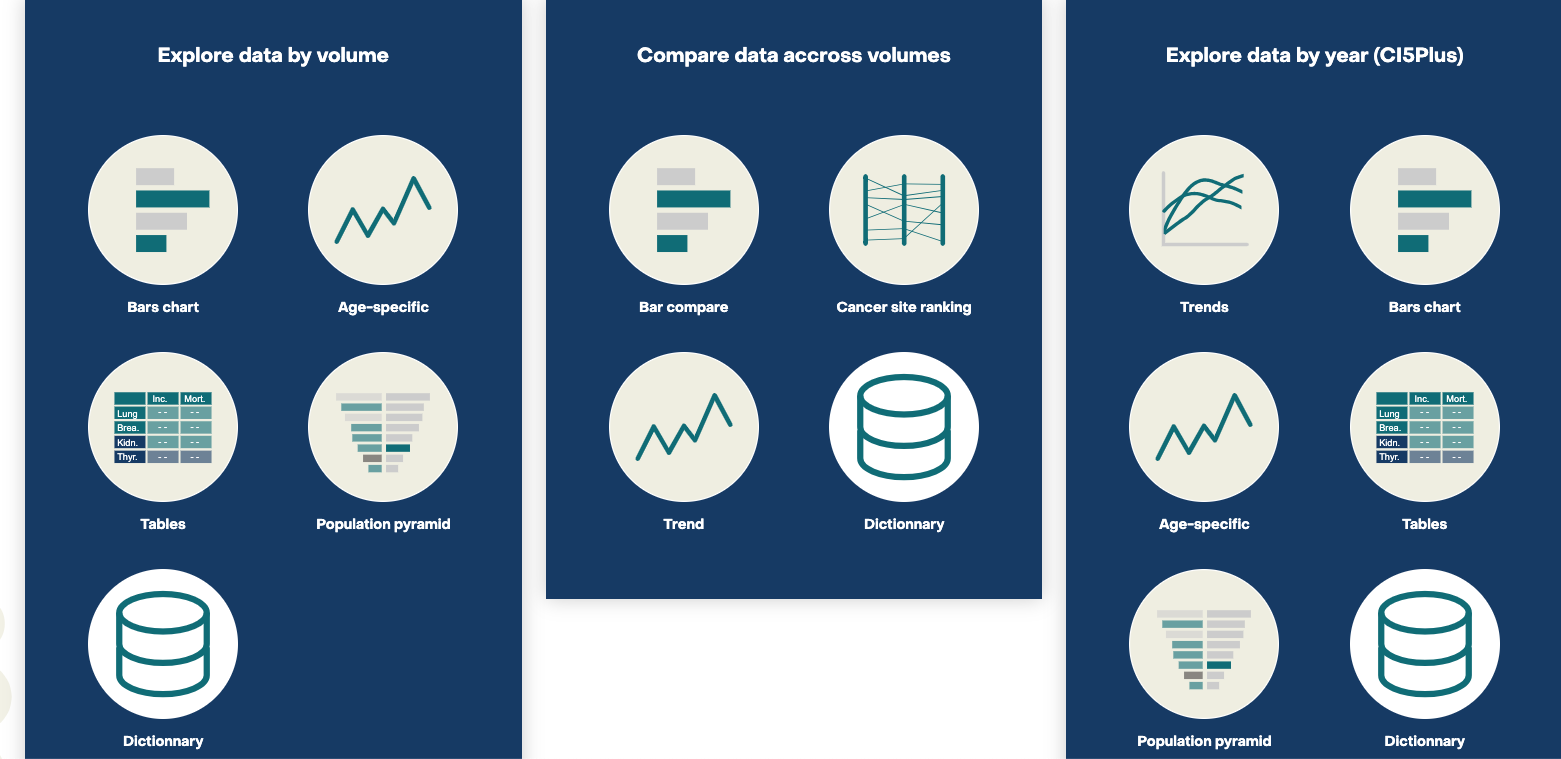 Explore data by volume
Bars chart
Age-specific
Inc. Mort.
Lung -- --
Brea. -- --
Kidn. -- --
Thyr. -- --
Tables
Population pyramid
Dictionnary
Compare data accross volumes
Bar compare
Cancer site ranking
Trend
Dictionnary
Explore data by year (CI5Plus)
Trends
Bars chart
Age-specific
Inc. Mort.
Lung -- --
Brea. -- --
Kidn. -- --
Thyr. -- --
Tables
Population pyramid
Dictionnary